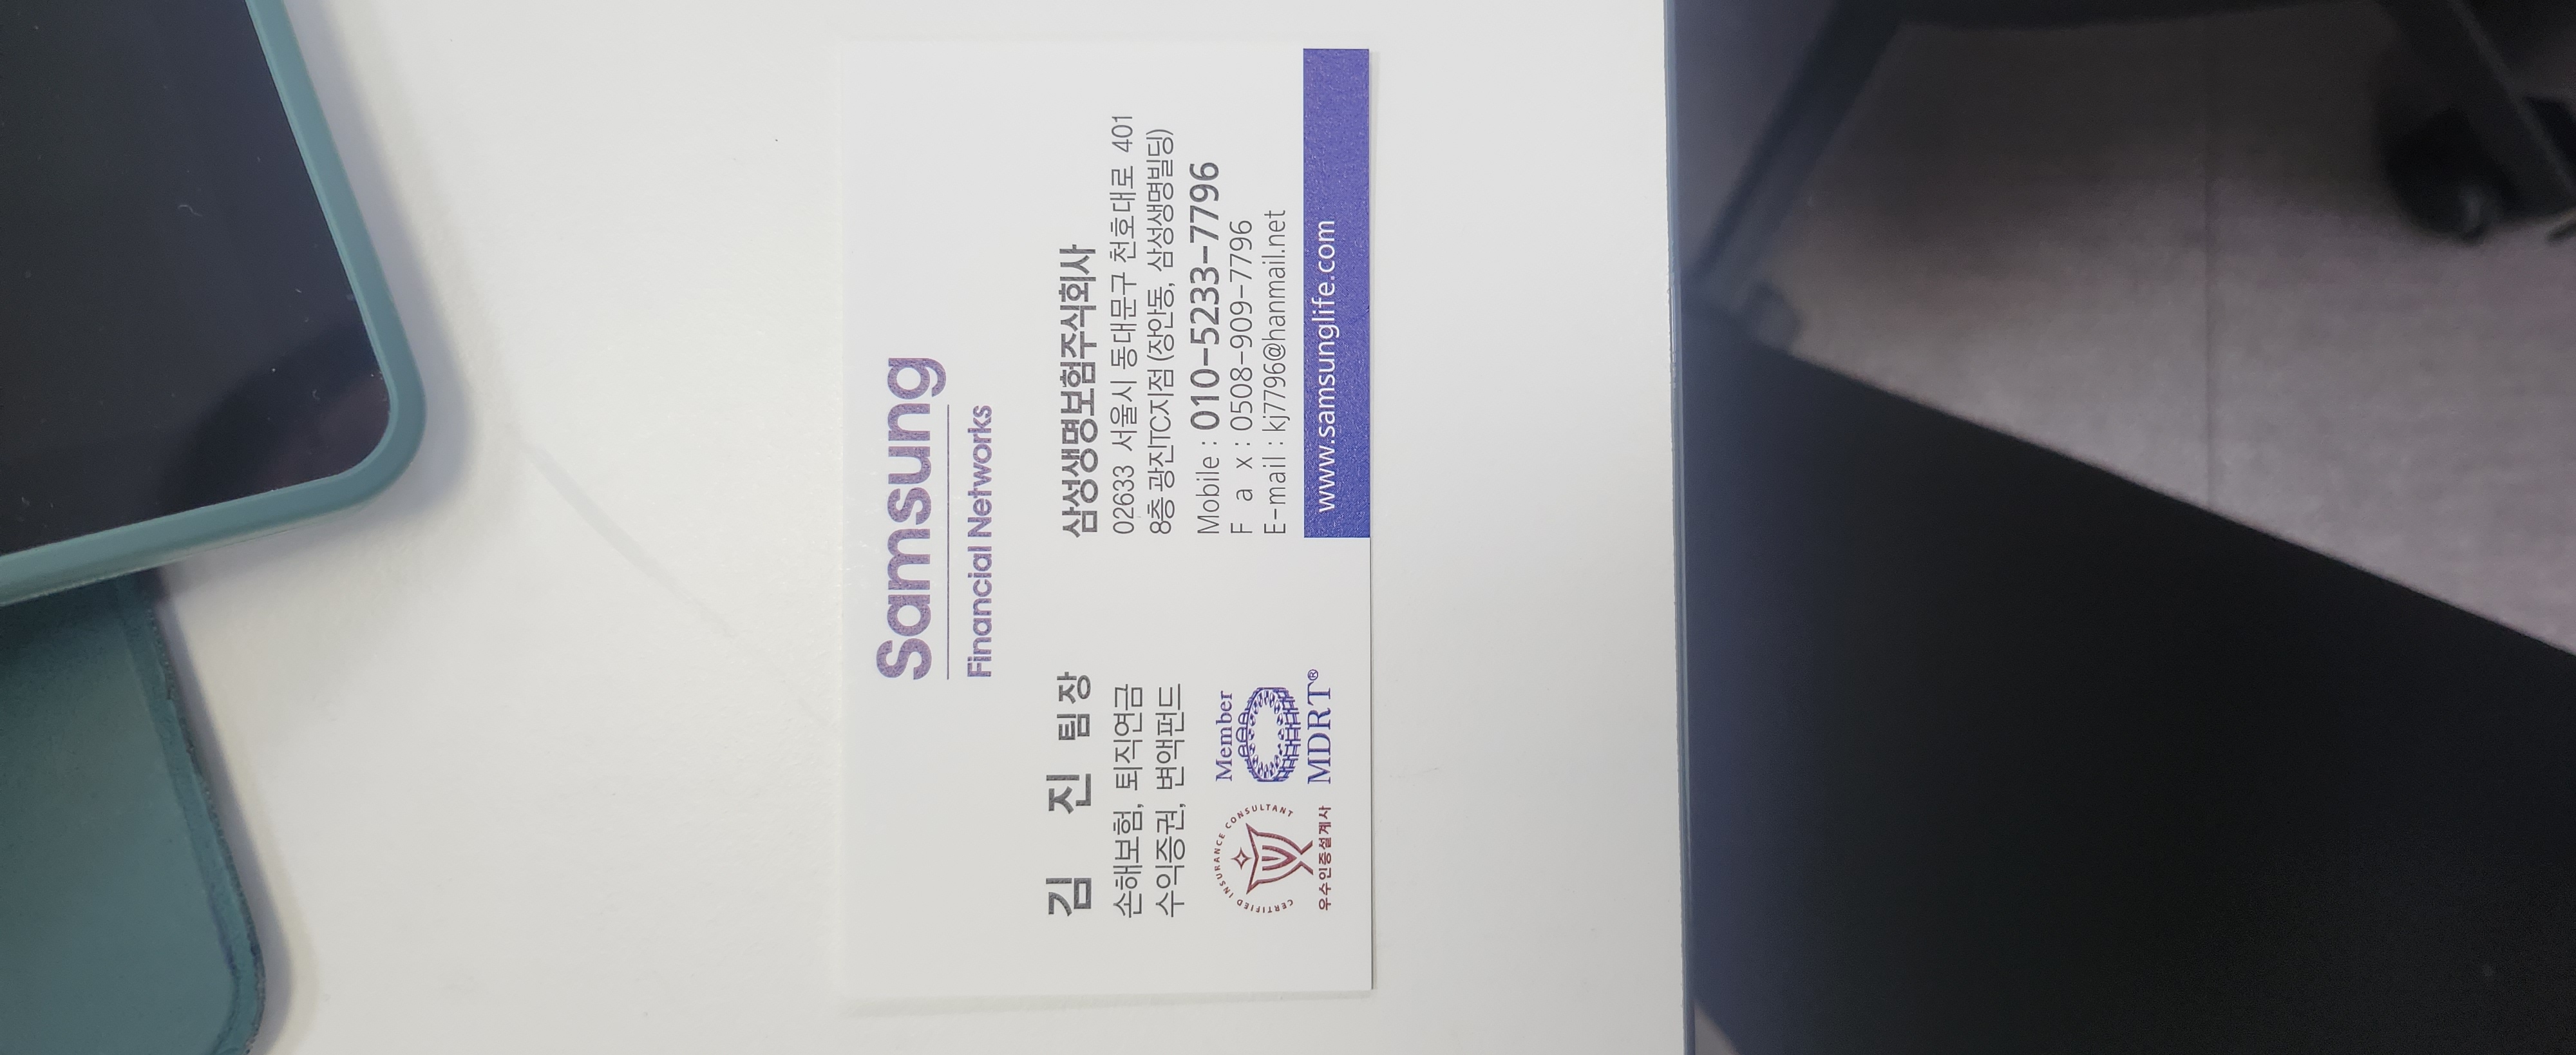 Samsung
Financial Networks
김 진 팀장
손해보험, 퇴직연금
수익증권, 변액펀드
CERTIFIED INSURANCE CONSULTANT
우수인증설계사
Member
MDRT®
삼성생명보험주식회사
02633 서울시 동대문구 천호대로 401
8층 광진TC지점 (장안동, 삼성생명빌딩)
Mobile : 010-5233-7796
F a x : 0508-909-7796
E-mail : kj7796@hanmail.net
www.samsunglife.com